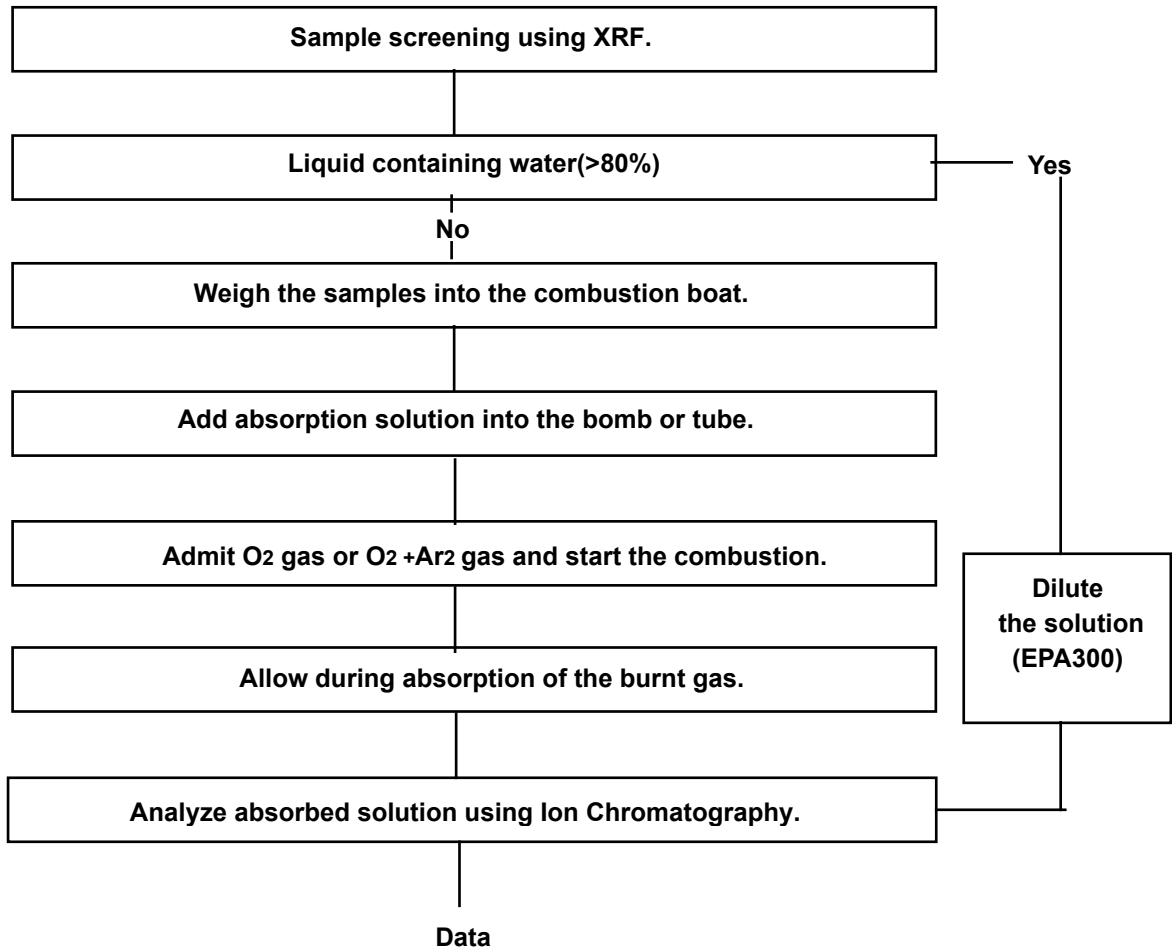 Sample screening using XRF.
Liquid containing water(>80%)
Yes
No
Weigh the samples into the combustion boat.
Add absorption solution into the bomb or tube.
Admit O2 gas or O2 +Ar2 gas and start the combustion.
Dilute
the solution
(EPA300)
Allow during absorption of the burnt gas.
Analyze absorbed solution using Ion Chromatography.
Data